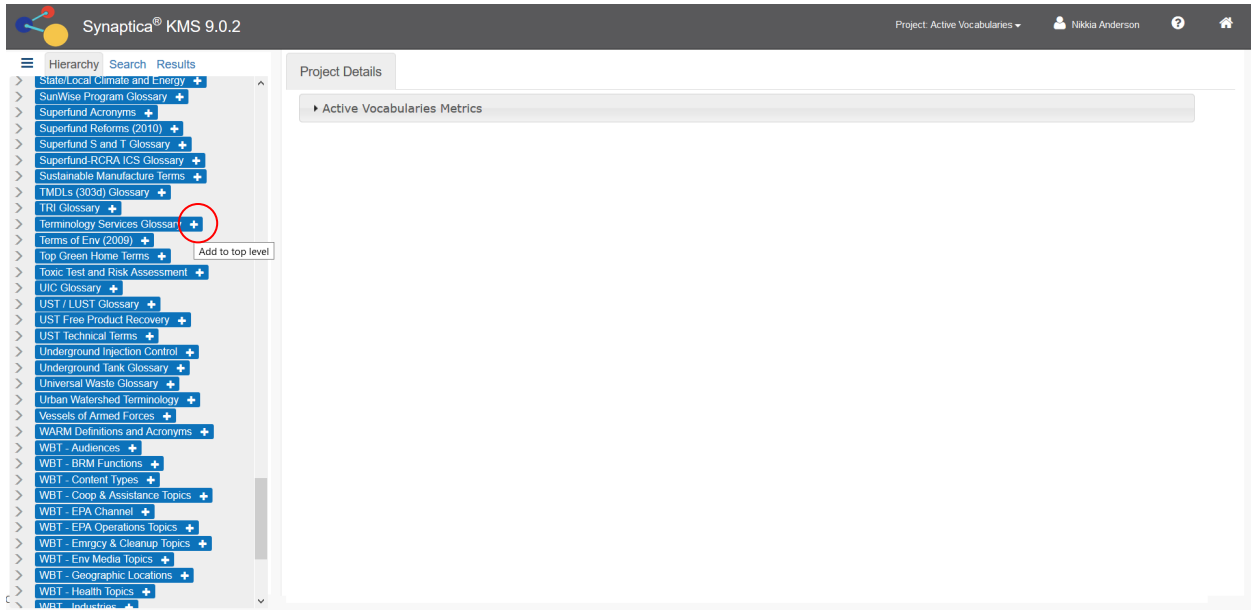 Synaptica® KMS 9.0.2
Project: Active Vocabularies
Nikkia Anderson
?
Hierarchy Search Results
State/Local Climate and Energy +
SunWise Program Glossary +
Superfund Acronyms +
Superfund Reforms (2010) +
Superfund S and T Glossary +
Superfund-RCRA ICS Glossary +
Sustainable Manufacture Terms +
TMDLs (303d) Glossary +
TRI Glossary +
Terminology Services Glossary +
Terms of Env (2009) +
Add to top level
Top Green Home Terms +
Toxic Test and Risk Assessment +
UIC Glossary +
UST / LUST Glossary +
UST Free Product Recovery +
UST Technical Terms +
Underground Injection Control +
Underground Tank Glossary +
Universal Waste Glossary +
Urban Watershed Terminology +
Vessels of Armed Forces +
WARM Definitions and Acronyms +
WBT - Audiences +
WBT - BRM Functions +
WBT - Content Types +
WBT - Coop & Assistance Topics +
WBT - EPA Channel +
WBT - EPA Operations Topics +
WBT - Emrgcy & Cleanup Topics +
WBT - Env Media Topics +
WBT - Geographic Locations +
WBT - Health Topics +
WBT - Industries +
Project Details
Active Vocabularies Metrics